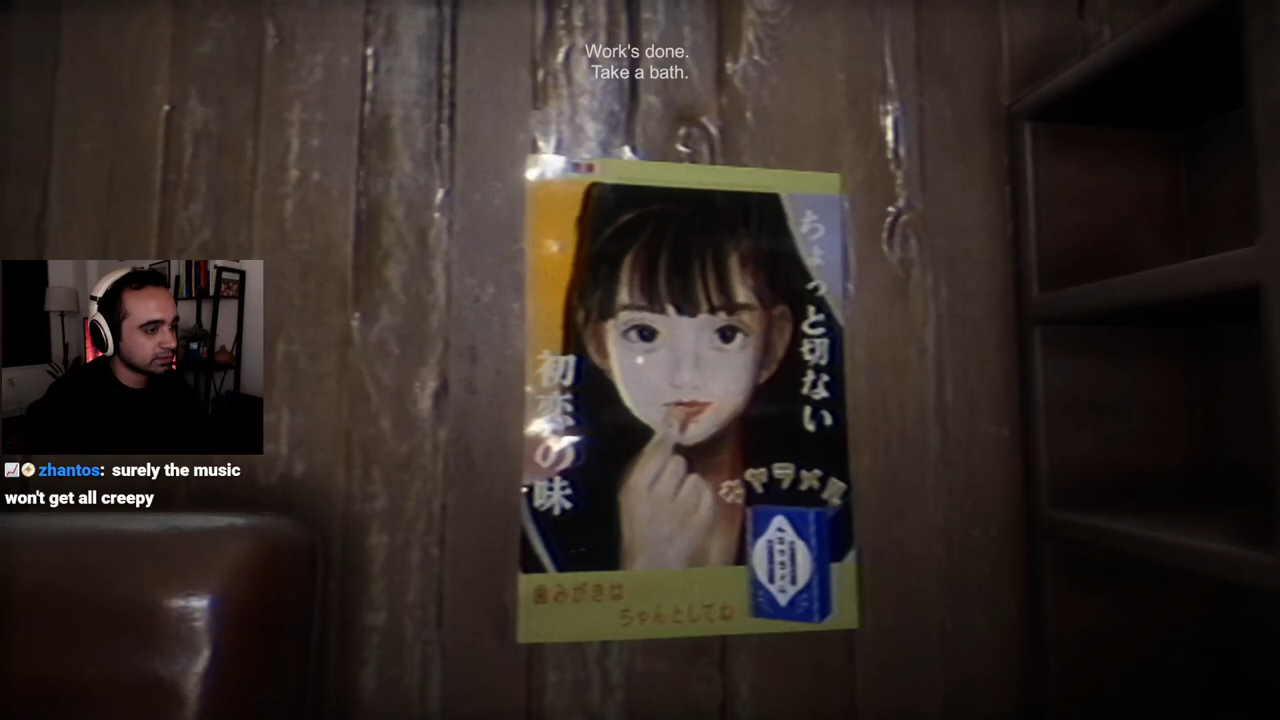 Work's done.
Take a bath.
ちょっと切ない
初恋の味
キャラメル
歯みがきは
ちゃんとしてね
zhantos: surely the music
won't get all creepy